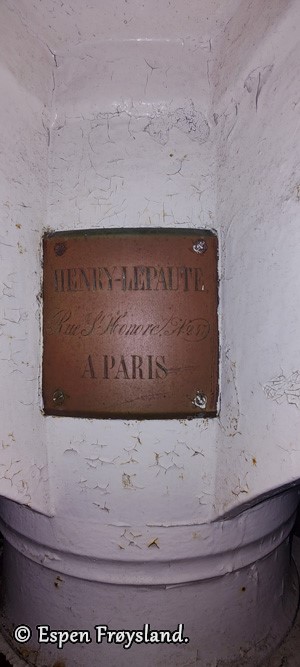 HENRY-LEPAUTE
Rue St. Honoré
A PARIS
© Espen Frøysland.